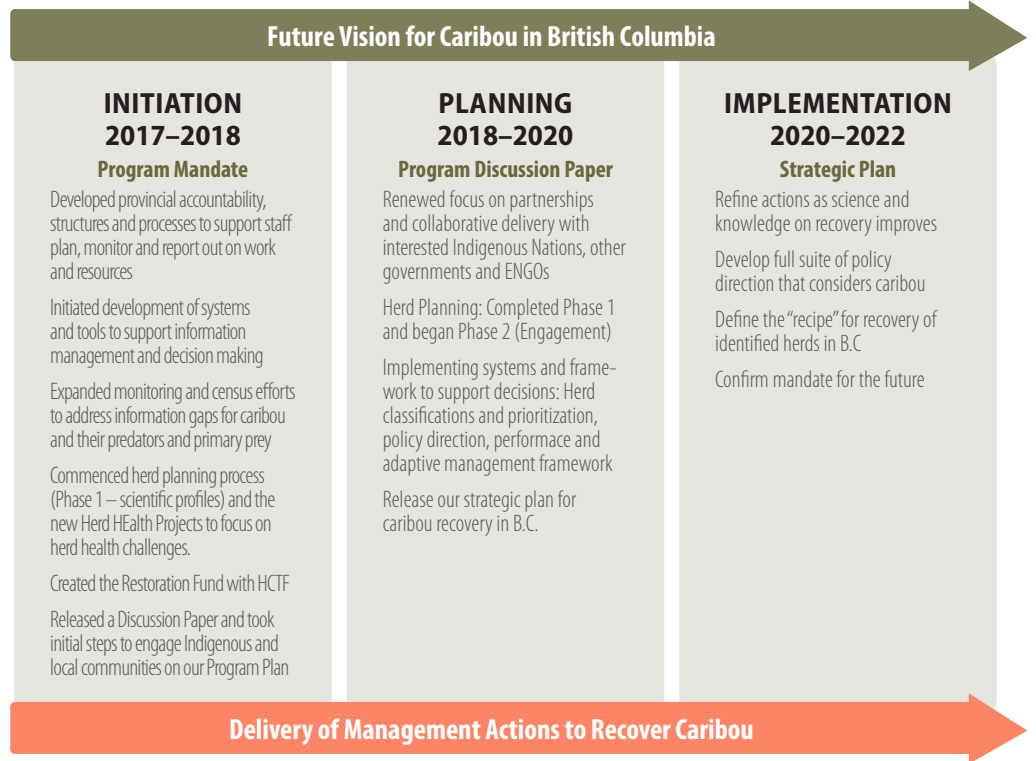 Future Vision for Caribou in British Columbia
INITIATION
2017–2018
Program Mandate
Developed provincial accountability,
structures and processes to support staff
plan, monitor and report out on work
and resources
Initiated development of systems
and tools to support information
management and decision making
Expanded monitoring and census efforts
to address information gaps for caribou
and their predators and primary prey
Commenced herd planning process
(Phase 1 – scientific profiles) and the
new Herd HEalth Projects to focus on
herd health challenges.
Created the Restoration Fund with HCTF
Released a Discussion Paper and took
initial steps to engage Indigenous and
local communities on our Program Plan
PLANNING
2018–2020
Program Discussion Paper
Renewed focus on partnerships
and collaborative delivery with
interested Indigenous Nations, other
governments and ENGOs
Herd Planning: Completed Phase 1
and began Phase 2 (Engagement)
Implementing systems and frame-
work to support decisions: Herd
classifications and prioritization,
policy direction, performace and
adaptive management framework
Release our strategic plan for
caribou recovery in B.C.
IMPLEMENTATION
2020–2022
Strategic Plan
Refine actions as science and
knowledge on recovery improves
Develop full suite of policy
direction that considers caribou
Define the “recipe” for recovery of
identified herds in B.C
Confirm mandate for the future
Delivery of Management Actions to Recover Caribou